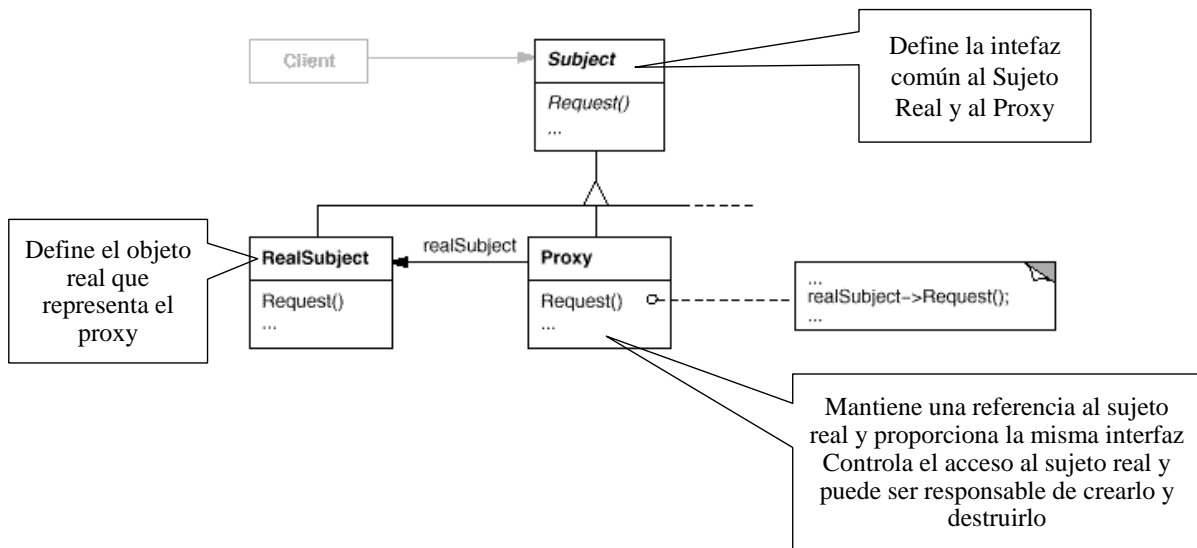 Client
Subject
Request()
...
Define la intefaz
común al Sujeto
Real y al Proxy
Define el objeto
real que
representa el
proxy
RealSubject
Request()
...
realSubject
Proxy
Request()
...
...
realSubject->Request();
...
Mantiene una referencia al sujeto
real y proporciona la misma interfaz
Controla el acceso al sujeto real y
puede ser responsable de crearlo y
destruirlo